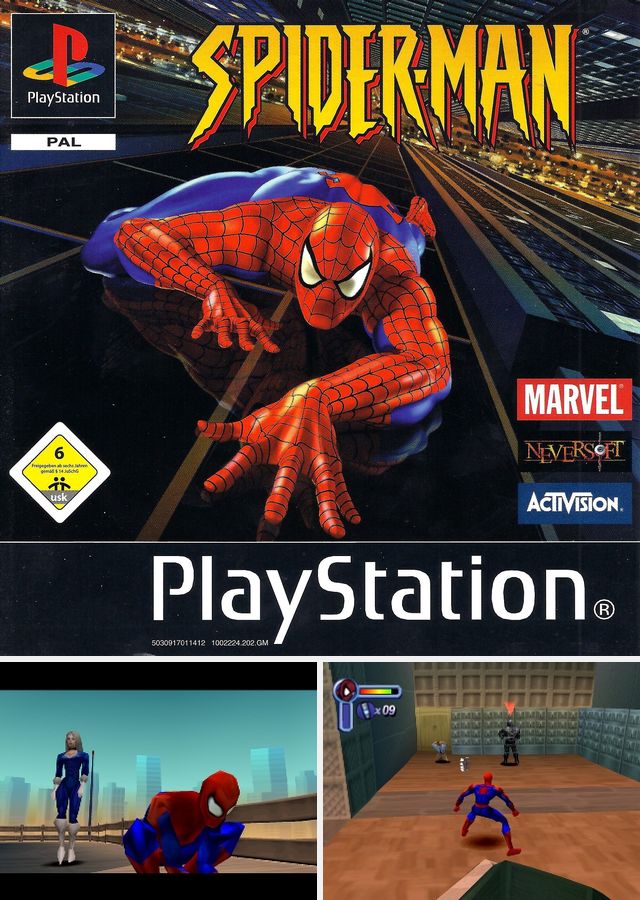 SPIDER-MAN®
PlayStation
PAL
MARVEL
NEVERSOFT
ACTIVISION
6
Freigegeben ab sechs Jahren
gemäß § 14 JuSchG
usk
PlayStation®
5030917011412 1002224.202.GM
x 09